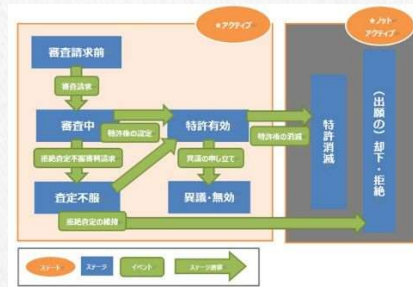 ★アクティブ
★ノット
アクティブ
審査請求前
審査請求
審査中
特許権の設定
特許有効
特許権の消滅
特許消滅
（出願の）却下・拒絶
拒絶査定不服審判請求
異議の申し立て
査定不服
異議・無効
拒絶査定の維持
ステート
ステージ
イベント
ステージ遷移